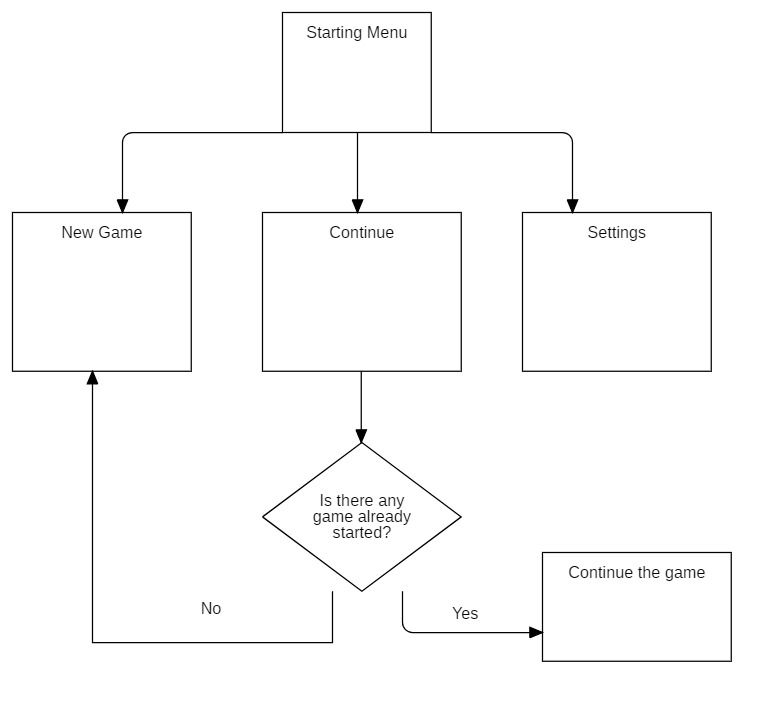 Starting Menu
New Game
Continue
Settings
Is there any
game already
started?
Continue the game
No
Yes